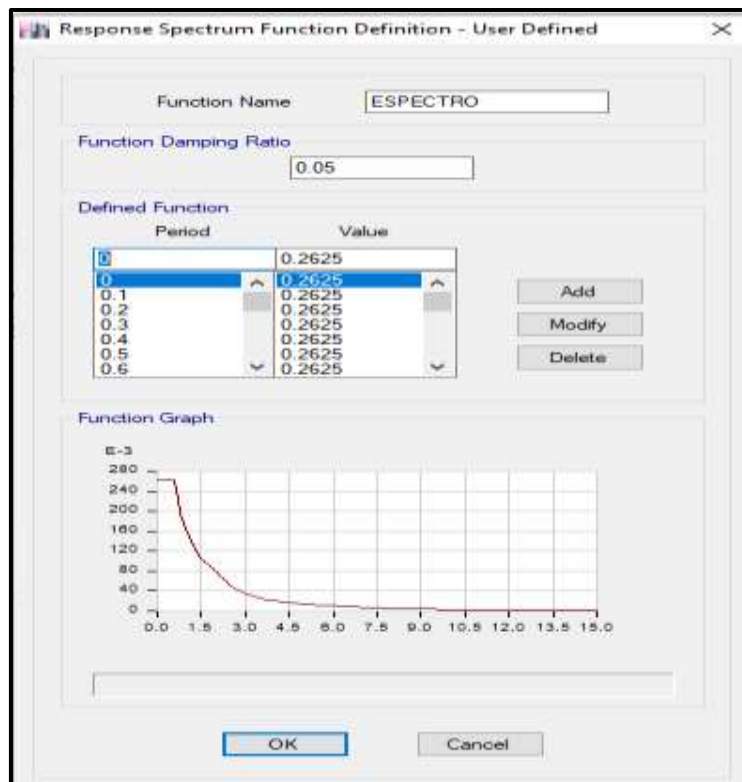 Response Spectrum Function Definition - User Defined
Function Name ESPECTRO
Function Damping Ratio
0.05
Defined Function
Period Value
0 0.2625
0 0.2625
0.1 0.2625
0.2 0.2625
0.3 0.2625
0.4 0.2625
0.5 0.2625
0.6 0.2625
Add
Modify
Delete
Function Graph
E-3
280
240
200
160
120
80
40
0
0.0 1.5 3.0 4.5 6.0 7.5 9.0 10.5 12.0 13.5 15.0
OK Cancel